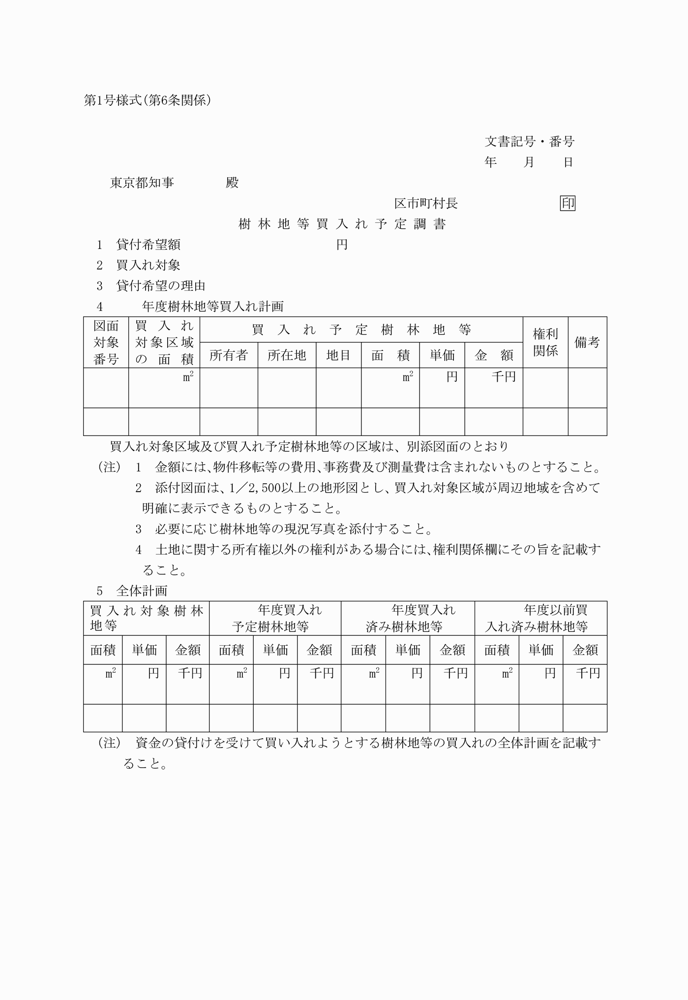 第1号様式(第6条関係)
文書記号・番号
年　　月　　日
東京都知事　　　　殿
区市町村長　　　　　　　　印
樹林地等買入れ予定調書
1　貸付希望額　　　　　　　　　　　　円
2　買入れ対象
3　貸付希望の理由
4　　　年度樹林地等買入れ計画
図面対象番号　買入れ対象区域の面積　買入れ予定樹林地等　権利関係　備考
所有者　所在地　地目　面積　単価　金額
m²　m²　円　千円
買入れ対象区域及び買入れ予定樹林地等の区域は、別添図面のとおり
(注)　1　金額には、物件移転等の費用、事務費及び測量費は含まれないものとすること。
2　添付図面は、1／2,500以上の地形図とし、買入れ対象区域が周辺地域を含めて
明確に表示できるものとすること。
3　必要に応じ樹林地等の現況写真を添付すること。
4　土地に関する所有権以外の権利がある場合には、権利関係欄にその旨を記載す
ること。
5　全体計画
買入れ対象樹林地等　年度買入れ予定樹林地等　年度買入れ済み樹林地等　年度以前買入れ済み樹林地等
面積　単価　金額　面積　単価　金額　面積　単価　金額　面積　単価　金額
m²　円　千円　m²　円　千円　m²　円　千円　m²　円　千円
(注)　資金の貸付けを受けて買い入れようとする樹林地等の買入れの全体計画を記載す
ること。